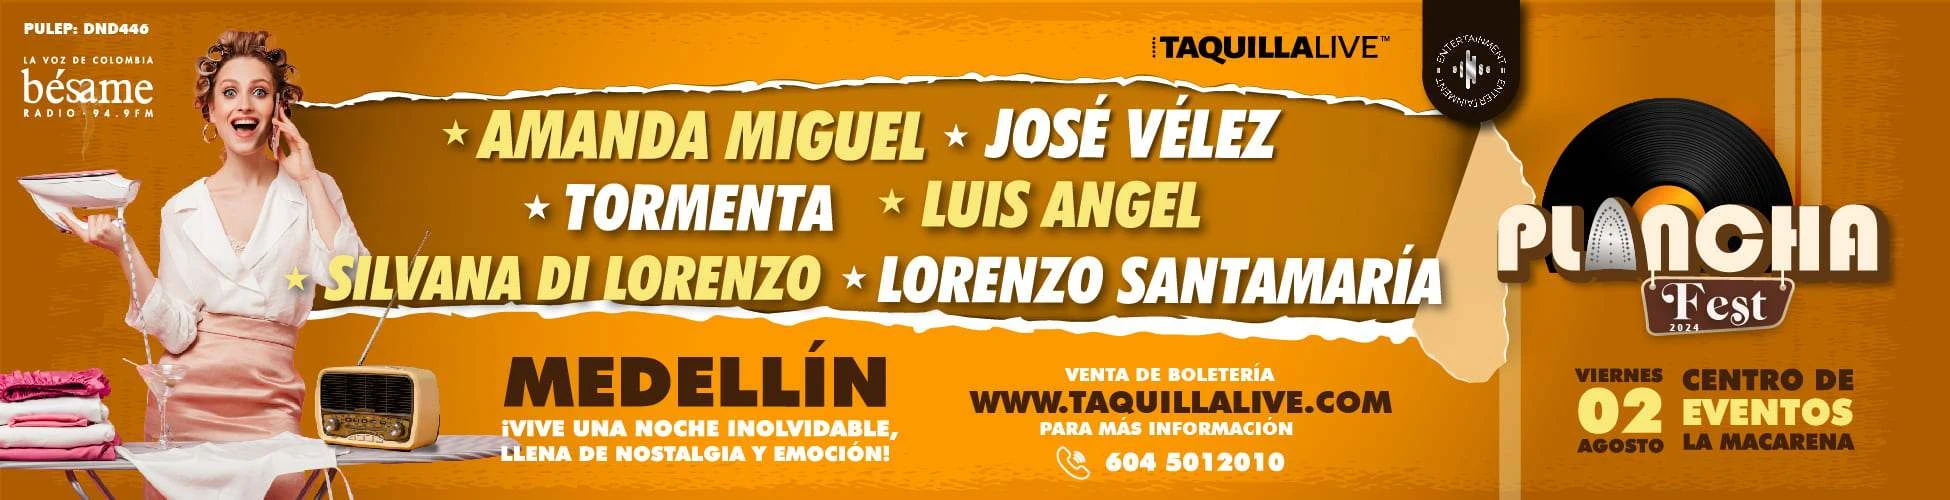 PULEP: DND446
LA VOZ DE COLOMBIA
bésame
RADIO · 94.9FM
TAQUILLALIVE™
ENTERTAINMENT
ENTERTAINMENT
★ AMANDA MIGUEL ★ JOSÉ VÉLEZ
★ TORMENTA ★ LUIS ANGEL
★ SILVANA DI LORENZO ★ LORENZO SANTAMARÍA
PLANCHA
Fest
2024
MEDELLÍN
¡VIVE UNA NOCHE INOLVIDABLE,
LLENA DE NOSTALGIA Y EMOCIÓN!
VENTA DE BOLETERÍA
WWW.TAQUILLALIVE.COM
PARA MÁS INFORMACIÓN
604 5012010
VIERNES
02
AGOSTO
CENTRO DE
EVENTOS
LA MACARENA